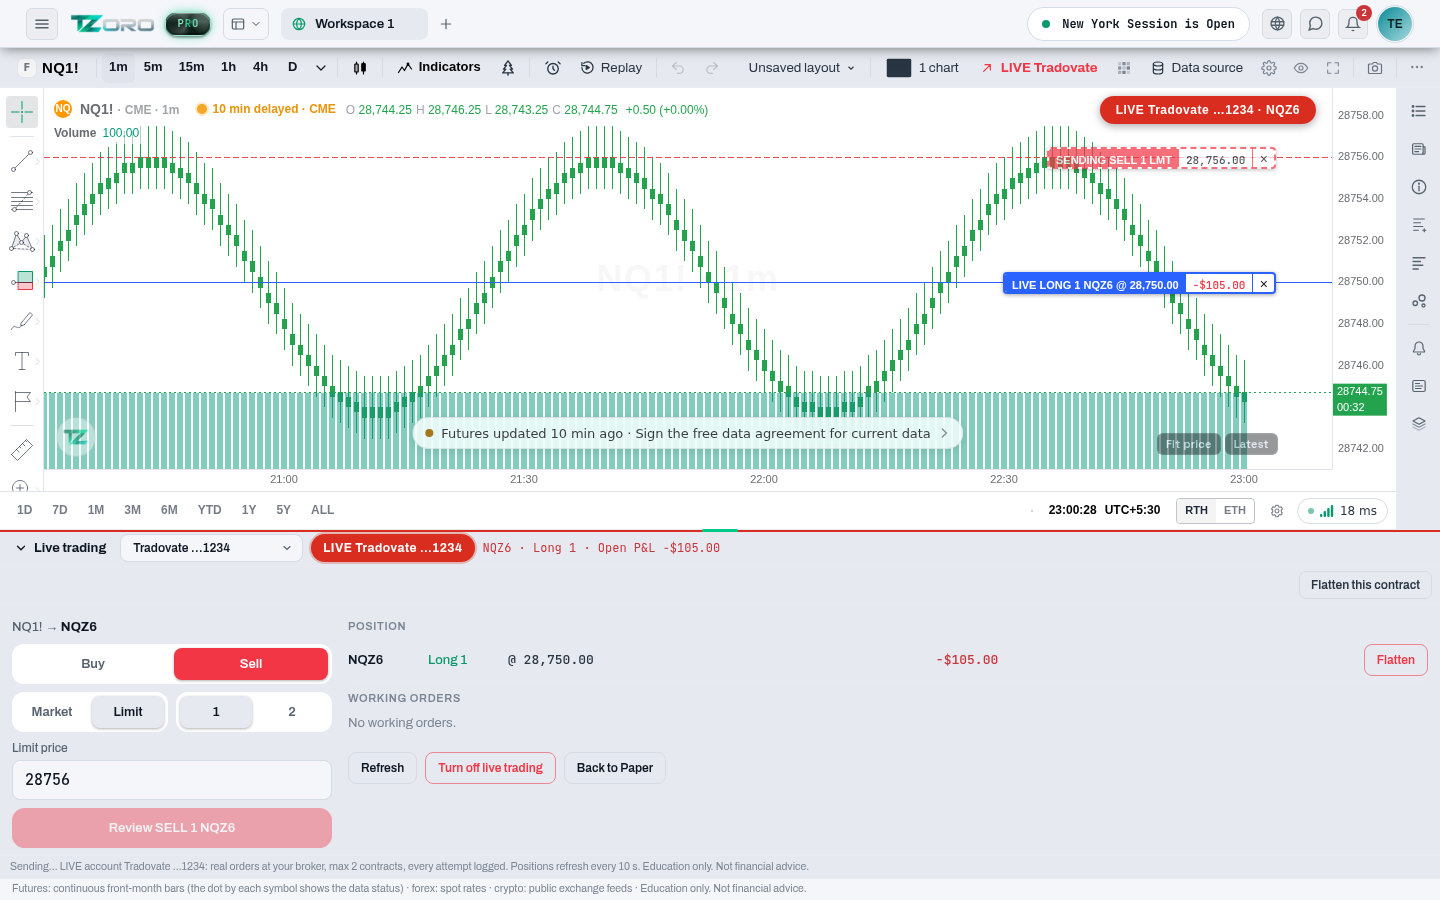 TZORO PRO Workspace 1 New York Session is Open 2 TE
F NQ1! 1m 5m 15m 1h 4h D Indicators Replay Unsaved layout 1 chart LIVE Tradovate Data source
NQ NQ1! · CME · 1m 10 min delayed · CME O 28,744.25 H 28,746.25 L 28,743.25 C 28,744.75 +0.50 (+0.00%)
LIVE Tradovate ...1234 · NQZ6
Volume 100.00
28758.00
SENDING SELL 1 LMT 28,756.00 ×
28756.00
28754.00
28752.00
NQ1! 1m
LIVE LONG 1 NQZ6 @ 28,750.00 -$105.00 ×
28750.00
28748.00
28746.00
28744.75
00:32
TZ
Futures updated 10 min ago · Sign the free data agreement for current data
Fit price Latest
28742.00
21:00 21:30 22:00 22:30 23:00
1D 7D 1M 3M 6M YTD 1Y 5Y ALL 23:00:28 UTC+5:30 RTH ETH 18 ms
Live trading Tradovate ...1234 LIVE Tradovate ...1234 NQZ6 · Long 1 · Open P&L -$105.00
Flatten this contract
NQ1! → NQZ6
Buy Sell
Market Limit 1 2
Limit price
28756
Review SELL 1 NQZ6
POSITION
NQZ6 Long 1 @ 28,750.00 -$105.00 Flatten
WORKING ORDERS
No working orders.
Refresh Turn off live trading Back to Paper
Sending... LIVE account Tradovate ...1234: real orders at your broker, max 2 contracts, every attempt logged. Positions refresh every 10 s. Education only. Not financial advice.
Futures: continuous front-month bars (the dot by each symbol shows the data status) · forex: spot rates · crypto: public exchange feeds · Education only. Not financial advice.